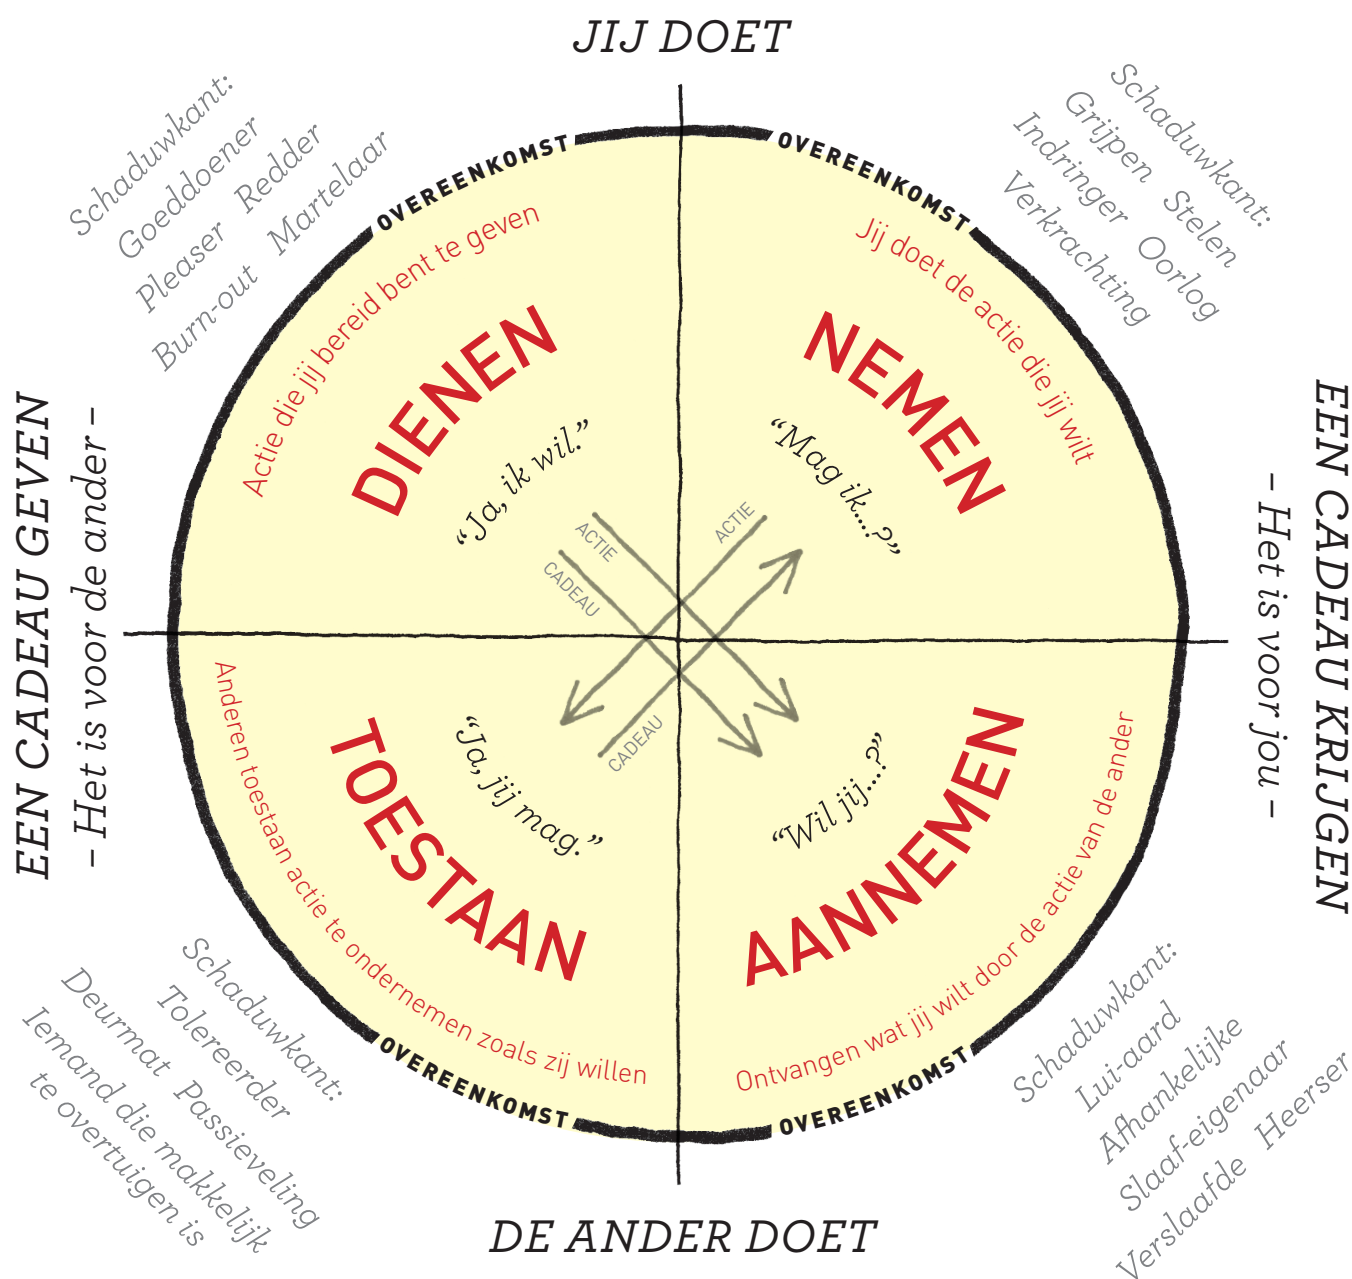 JIJ DOET
Schaduwkant:
Goeddoener
Pleaser Redder
Burn-out Martelaar
Schaduwkant:
Grijpen Stelen
Indringer Oorlog
Verkrachting
OVEREENKOMST
Actie die jij bereid bent te geven
DIENEN
“Ja, ik wil.”
OVEREENKOMST
Jij doet de actie die jij wilt
NEMEN
“Mag ik...?”
EEN CADEAU GEVEN
– Het is voor de ander –
EEN CADEAU KRIJGEN
– Het is voor jou –
ACTIE
CADEAU
ACTIE
CADEAU
“Ja, jij mag.”
TOESTAAN
Anderen toestaan actie te ondernemen zoals zij willen
OVEREENKOMST
“Wil jij...?”
AANNEMEN
Ontvangen wat jij wilt door de actie van de ander
OVEREENKOMST
Schaduwkant:
Tolereerder
Deurmat Passieveling
Iemand die makkelijk
te overtuigen is
Schaduwkant:
Lui-aard
Afhankelijke
Slaaf-eigenaar
Verslaafde Heerser
DE ANDER DOET